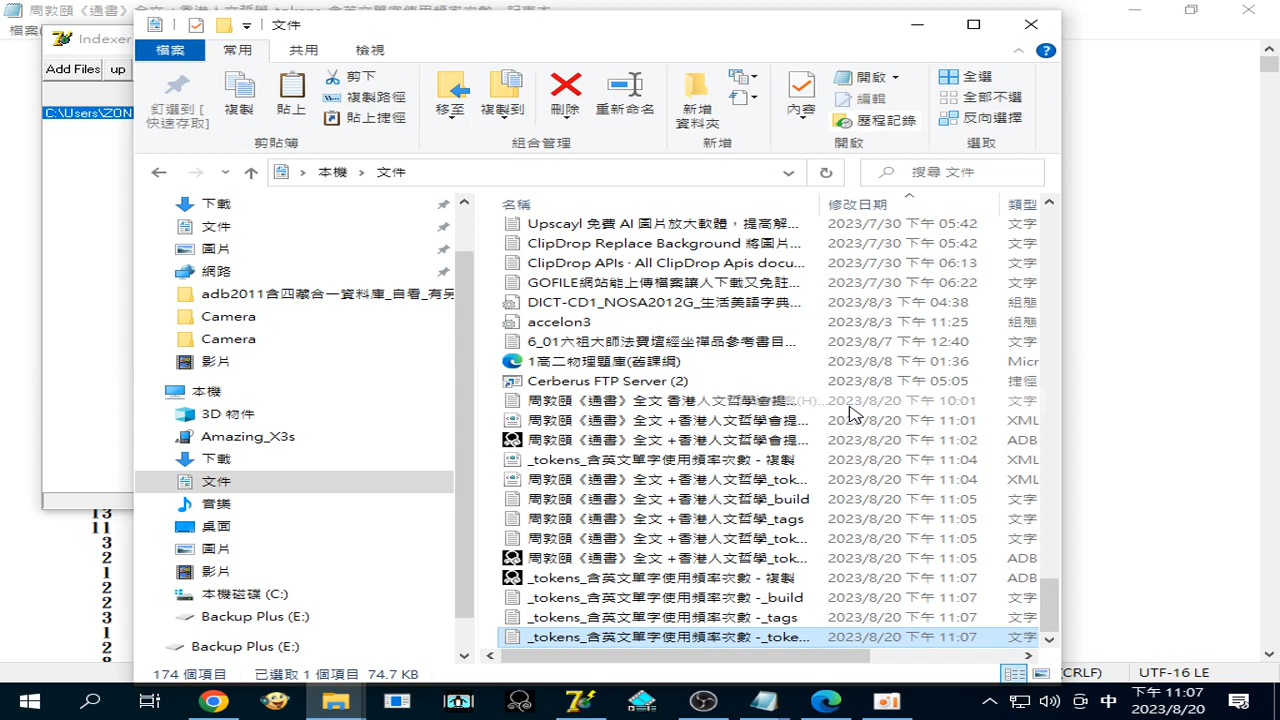 周敦頤《通書》全文 +香港人文哲學_tokens_含英文單字使用頻率次數 - 記事本
檔案
Indexer
Add Files up
C:\Users\ZON
文件
檔案 常用 共用 檢視
釘選到 [快速存取]
複製
貼上
剪下
複製路徑
貼上捷徑
剪貼簿
移至
複製到
刪除
重新命名
組合管理
新增
資料夾
新增
內容
開啟
編輯
歷程記錄
開啟
全選
全部不選
反向選擇
選取
本機 文件
搜尋 文件
下載
文件
圖片
網路
adb2011含四藏合一資料庫_自看_有另
Camera
Camera
影片
本機
3D 物件
Amazing_X3s
下載
文件
音樂
桌面
圖片
影片
本機磁碟 (C:)
Backup Plus (E:)
Backup Plus (E:)
名稱 修改日期 類型
Upscayl 免費 AI 圖片放大軟體，提高解... 2023/7/30 下午 05:42 文字
ClipDrop Replace Background 將圖片... 2023/7/30 下午 05:42 文字
ClipDrop APIs · All ClipDrop Apis docu... 2023/7/30 下午 06:13 文字
GOFILE網站能上傳檔案讓人下載又免註... 2023/7/30 下午 06:22 文字
DICT-CD1_NOSA2012G_生活美語字典... 2023/8/3 下午 04:38 組態
accelon3 2023/8/3 下午 11:25 組態
6_01六祖大師法寶壇經坐禪品參考書目... 2023/8/7 下午 12:40 文字
1高二物理題庫(舊課綱) 2023/8/8 下午 01:36 Micr
Cerberus FTP Server (2) 2023/8/8 下午 05:05 捷徑
周敦頤《通書》全文 香港人文哲學會提... 2023/8/20 下午 10:01 文字
周敦頤《通書》全文 +香港人文哲學會提... 2023/8/20 下午 11:01 XML
周敦頤《通書》全文 +香港人文哲學會提... 2023/8/20 下午 11:02 ADB
_tokens_含英文單字使用頻率次數 - 複製 2023/8/20 下午 11:04 XML
周敦頤《通書》全文 +香港人文哲學_tok... 2023/8/20 下午 11:04 XML
周敦頤《通書》全文 +香港人文哲學_build 2023/8/20 下午 11:05 文字
周敦頤《通書》全文 +香港人文哲學_tags 2023/8/20 下午 11:05 文字
周敦頤《通書》全文 +香港人文哲學_tok... 2023/8/20 下午 11:05 文字
周敦頤《通書》全文 +香港人文哲學_tok... 2023/8/20 下午 11:05 ADB
_tokens_含英文單字使用頻率次數 - 複製 2023/8/20 下午 11:07 ADB
_tokens_含英文單字使用頻率次數 -_build 2023/8/20 下午 11:07 文字
_tokens_含英文單字使用頻率次數 -_tags 2023/8/20 下午 11:07 文字
_tokens_含英文單字使用頻率次數 -_toke... 2023/8/20 下午 11:07 文字
13
11
3
2
1
2
2
3
1
2
8
174 個項目 已選取 1 個項目 74.7 KB
(CRLF) UTF-16 LE
中
下午 11:07
2023/8/20